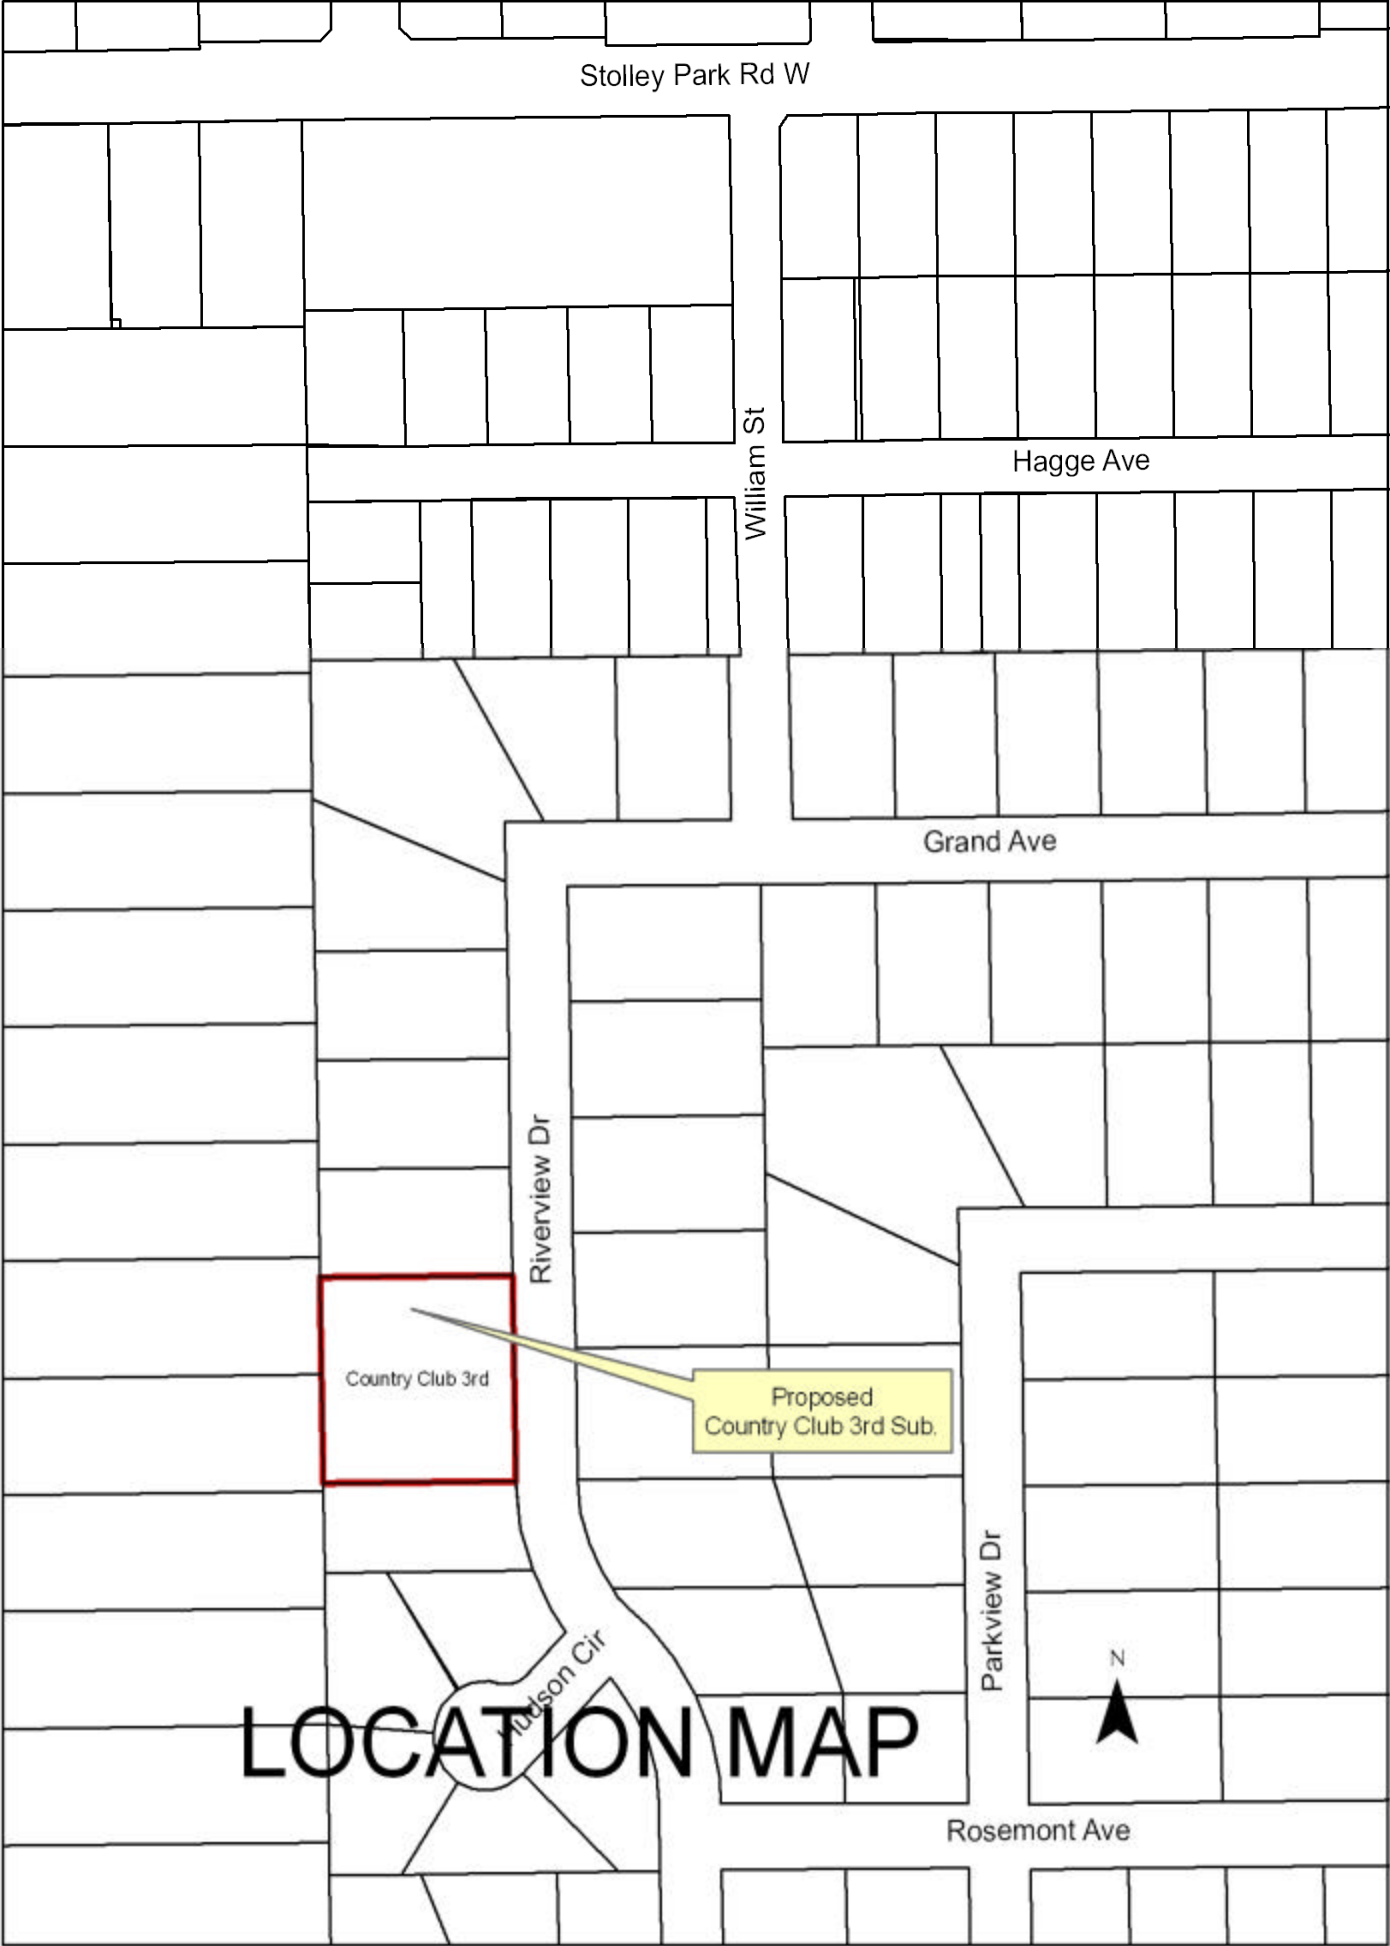 Stolley Park Rd W
William St
Hagge Ave
Grand Ave
Riverview Dr
Country Club 3rd
Proposed
Country Club 3rd Sub.
Parkview Dr
Hudson Cir
N
LOCATION MAP
Rosemont Ave